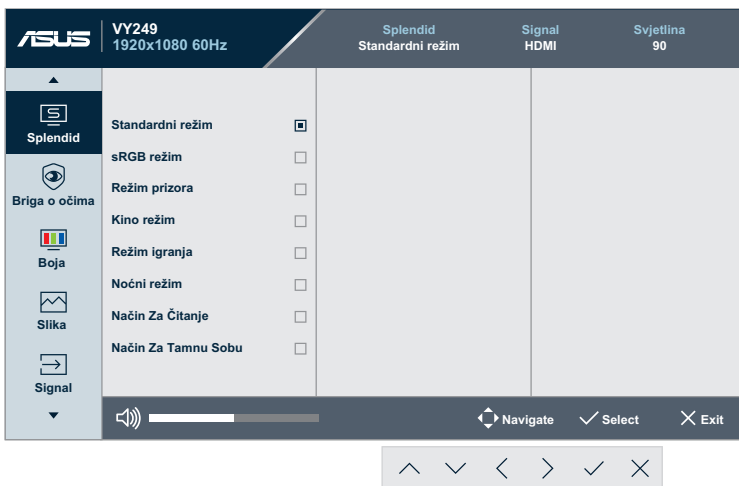 ASUS
VY249
1920x1080 60Hz
Splendid
Standardni režim
Signal
HDMI
Svjetlina
90
Splendid
Briga o očima
Boja
Slika
Signal
Standardni režim
sRGB režim
Režim prizora
Kino režim
Režim igranja
Noćni režim
Način Za Čitanje
Način Za Tamnu Sobu
Navigate
Select
Exit